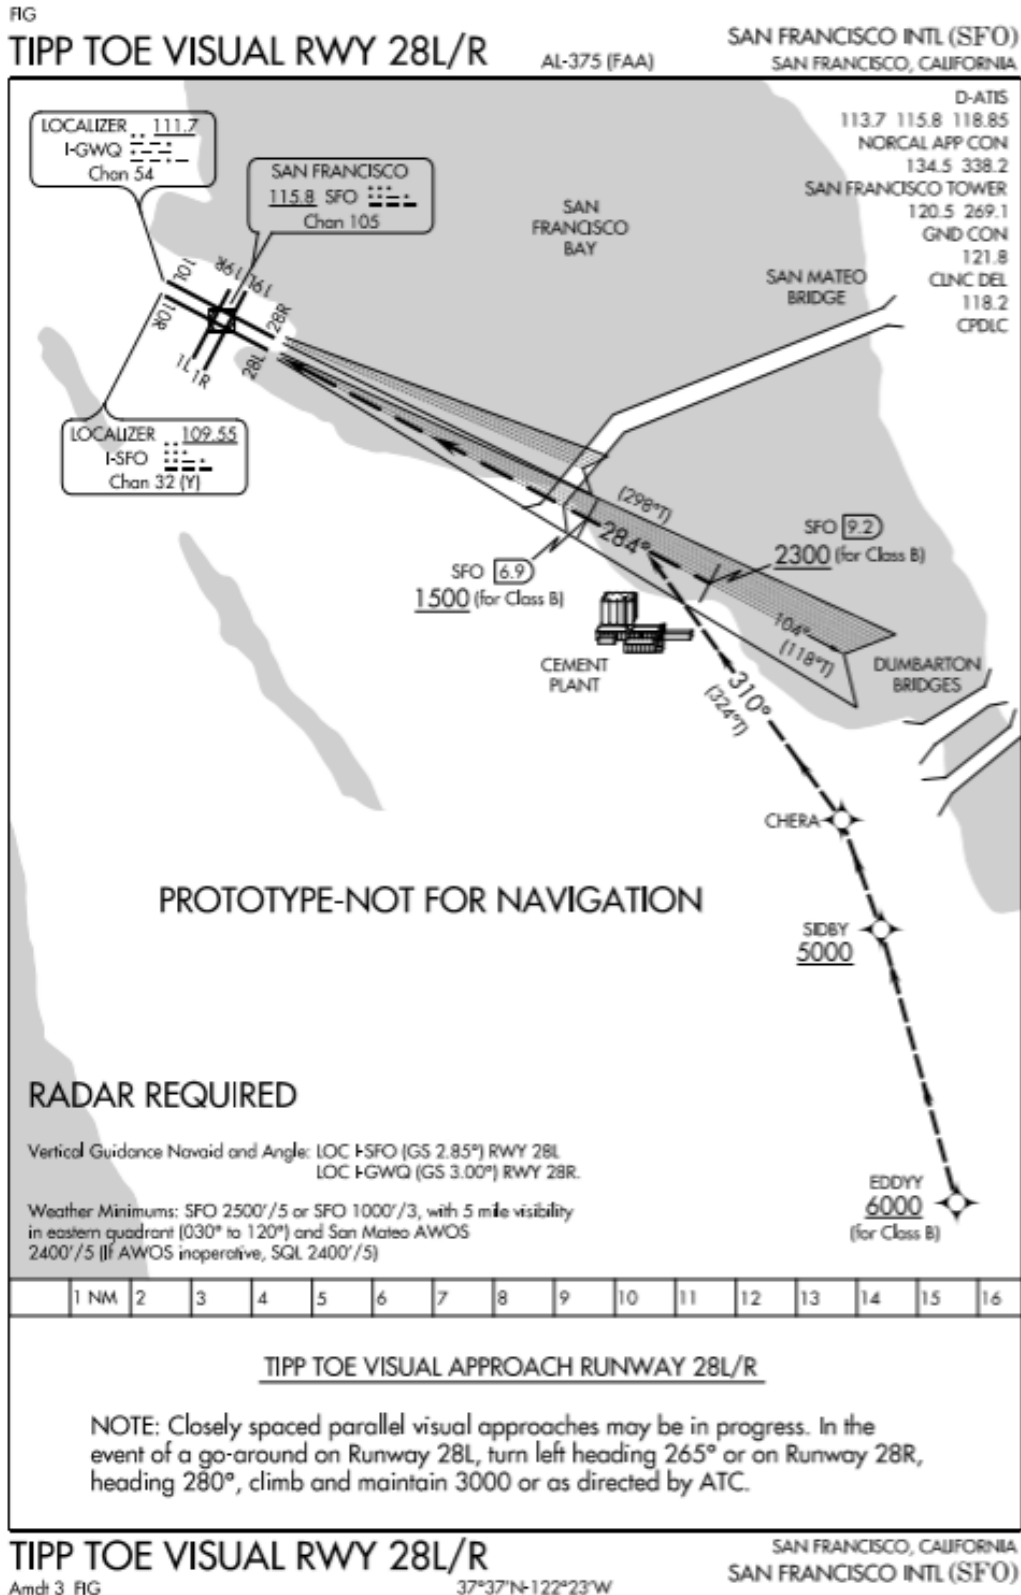 FIG
TIPP TOE VISUAL RWY 28L/R
AL-375 (FAA)
SAN FRANCISCO INTL (SFO)
SAN FRANCISCO, CALIFORNIA
D-ATIS
113.7 115.8 118.85
NORCAL APP CON
134.5 338.2
SAN FRANCISCO TOWER
120.5 269.1
GND CON
121.8
CLNC DEL
118.2
CPDLC
LOCALIZER 111.7
I-GWQ
Chan 54
SAN FRANCISCO
115.8 SFO
Chan 105
SAN
FRANCISCO
BAY
SAN MATEO
BRIDGE
10L
19R
19L
10R
28R
1L
1R
28L
LOCALIZER 109.55
I-SFO
Chan 32 (Y)
(298°T)
284°
SFO 9.2
2300 (for Class B)
SFO 6.9
1500 (for Class B)
104°
(118°T)
CEMENT
PLANT
DUMBARTON
BRIDGES
310°
(324°T)
CHERA
PROTOTYPE-NOT FOR NAVIGATION
SIDBY
5000
RADAR REQUIRED
Vertical Guidance Navaid and Angle: LOC I-SFO (GS 2.85°) RWY 28L
LOC I-GWQ (GS 3.00°) RWY 28R.
EDDYY
6000
(for Class B)
Weather Minimums: SFO 2500'/5 or SFO 1000'/3, with 5 mile visibility
in eastern quadrant (030° to 120°) and San Mateo AWOS
2400'/5 (If AWOS inoperative, SQL 2400'/5)
1 NM 2 3 4 5 6 7 8 9 10 11 12 13 14 15 16
TIPP TOE VISUAL APPROACH RUNWAY 28L/R
NOTE: Closely spaced parallel visual approaches may be in progress. In the
event of a go-around on Runway 28L, turn left heading 265° or on Runway 28R,
heading 280°, climb and maintain 3000 or as directed by ATC.
TIPP TOE VISUAL RWY 28L/R
Amdt 3 FIG
37°37'N-122°23'W
SAN FRANCISCO, CALIFORNIA
SAN FRANCISCO INTL (SFO)